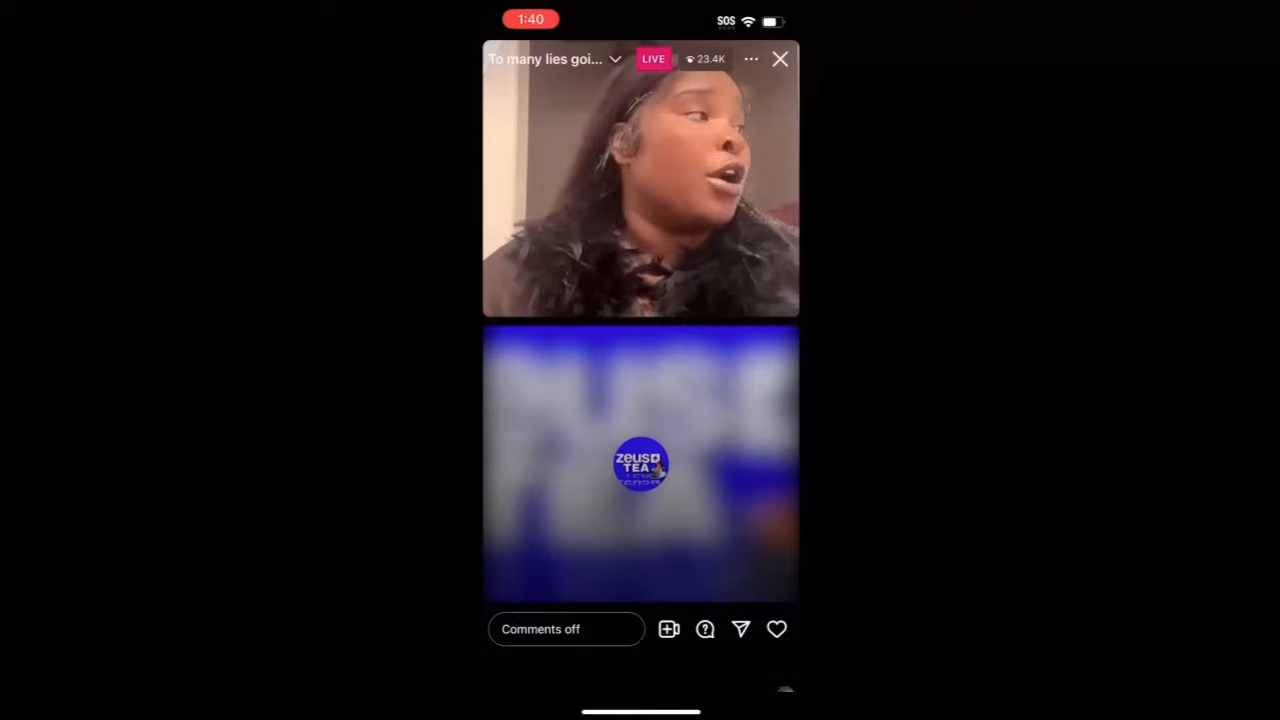 1:40
SOS
To many lies goi...
LIVE
23.4K
zeus
TEA
Comments off